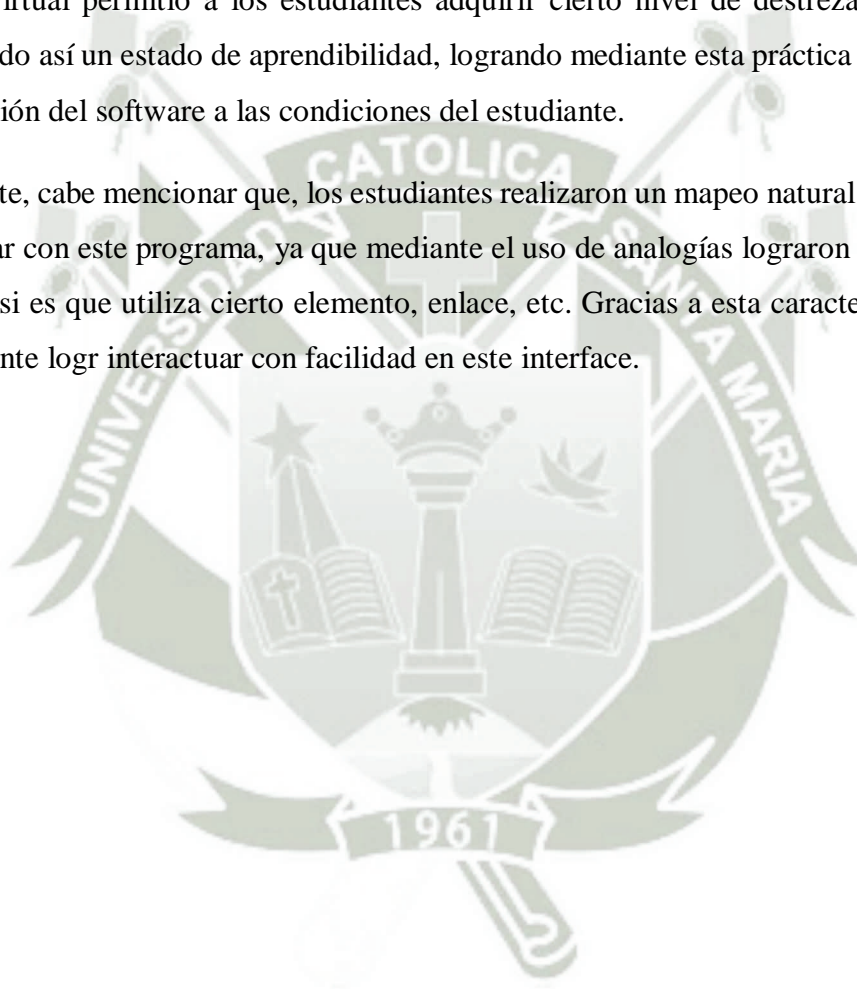 irtual permitió a los estudiantes adquirir cierto nivel de destreza
do así un estado de aprendibilidad, logrando mediante esta práctica
ión del software a las condiciones del estudiante.
te, cabe mencionar que, los estudiantes realizaron un mapeo natural
ar con este programa, ya que mediante el uso de analogías lograron
si es que utiliza cierto elemento, enlace, etc. Gracias a esta caracte
nte logr interactuar con facilidad en este interface.
UNIVERSIDAD CATOLICA SANTA MARIA
1961